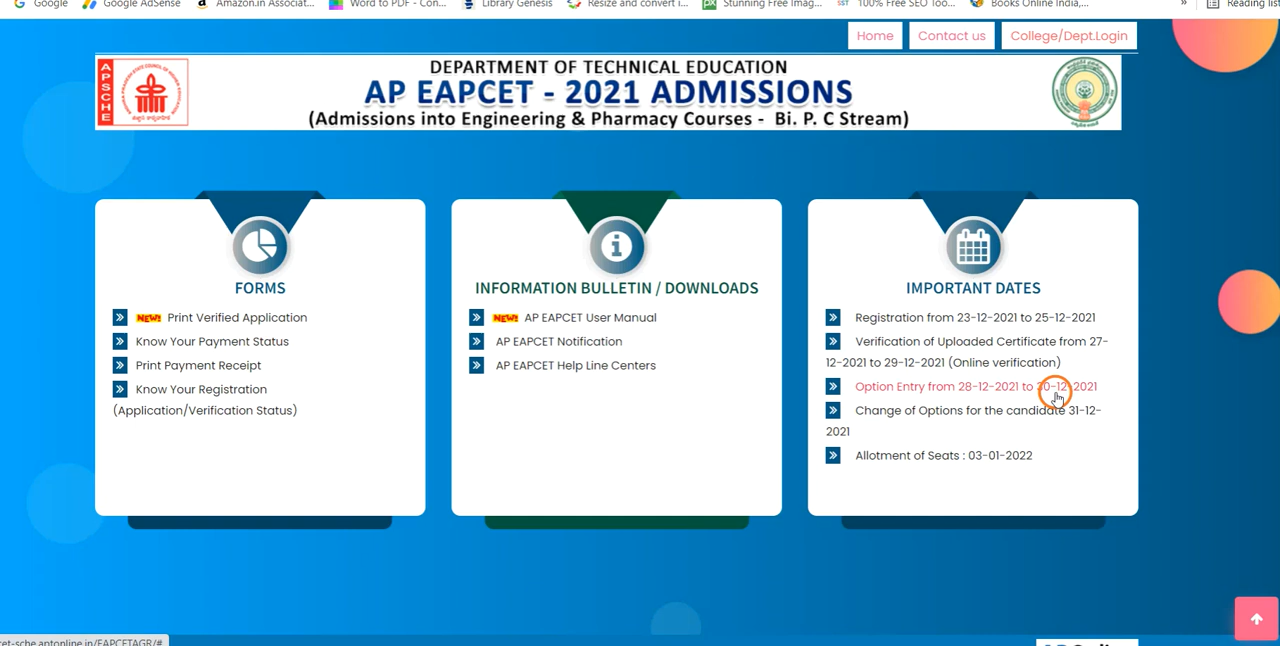 Google
Google AdSense
Amazon.in Associat...
Word to PDF - Con...
Library Genesis
Resize and convert i...
Stunning Free Imag...
100% Free SEO Too...
Books Online India,...
»
Reading list
Home
Contact us
College/Dept.Login
APSCHE
DEPARTMENT OF TECHNICAL EDUCATION
AP EAPCET - 2021 ADMISSIONS
(Admissions into Engineering & Pharmacy Courses - Bi. P. C Stream)
FORMS
NEW! Print Verified Application
Know Your Payment Status
Print Payment Receipt
Know Your Registration
(Application/Verification Status)
INFORMATION BULLETIN / DOWNLOADS
NEW! AP EAPCET User Manual
AP EAPCET Notification
AP EAPCET Help Line Centers
IMPORTANT DATES
Registration from 23-12-2021 to 25-12-2021
Verification of Uploaded Certificate from 27-
12-2021 to 29-12-2021 (Online verification)
Option Entry from 28-12-2021 to 30-12-2021
Change of Options for the candidate 31-12-
2021
Allotment of Seats : 03-01-2022
cet-sche.aptonline.in/EAPCETAGR/#